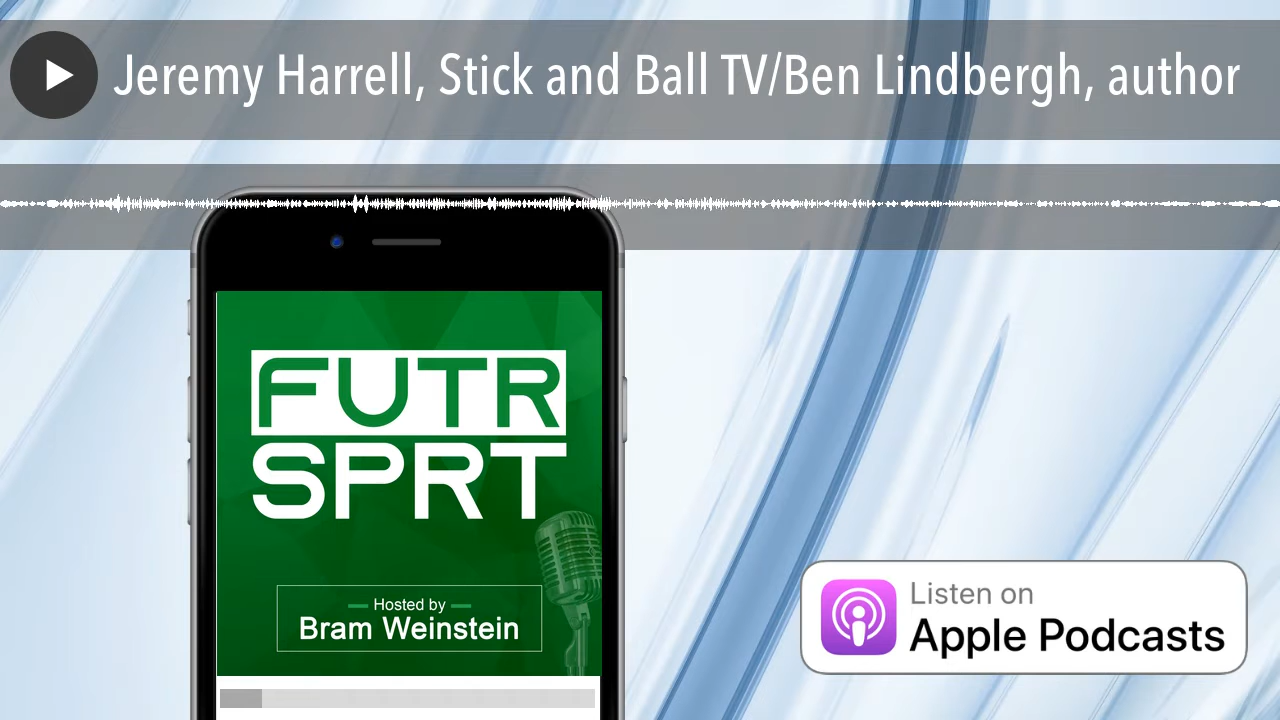 Jeremy Harrell, Stick and Ball TV/Ben Lindbergh, author
FUTR
SPRT
Hosted by
Bram Weinstein
Listen on
Apple Podcasts